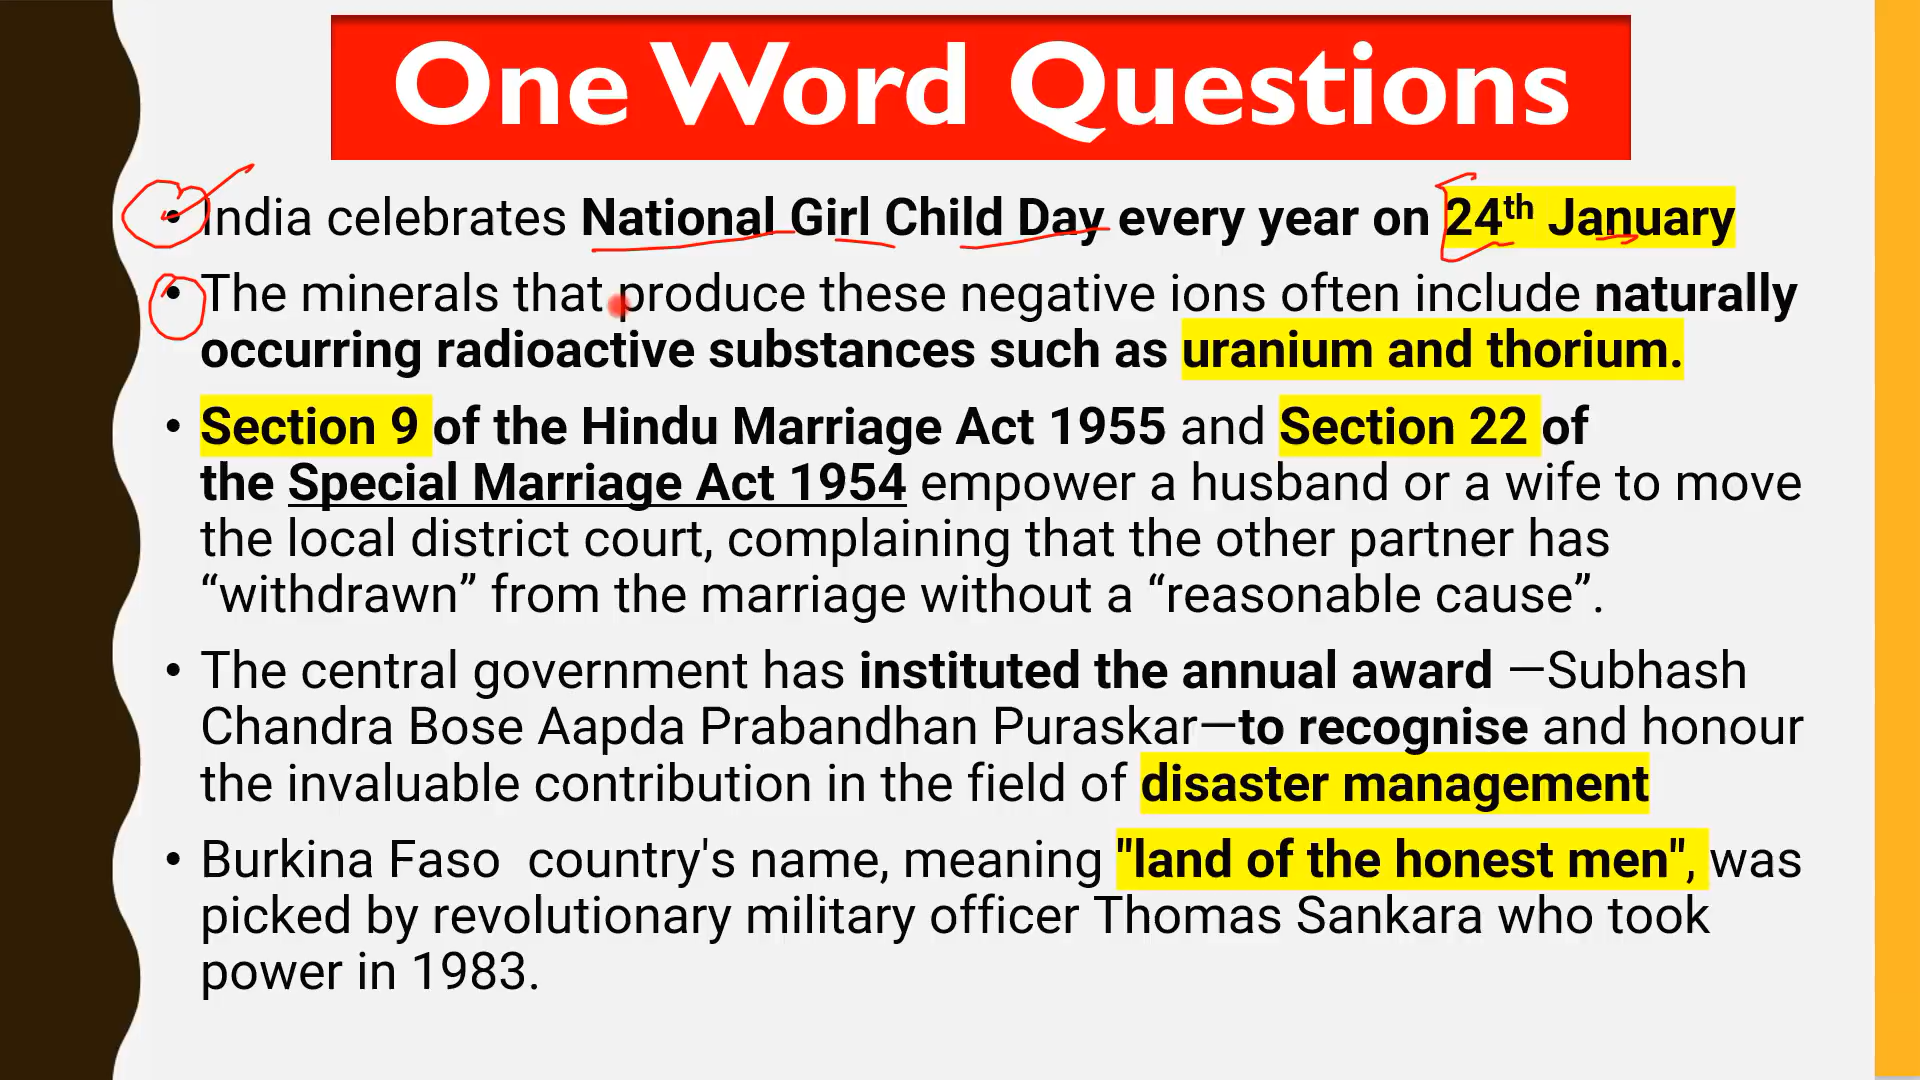 One Word Questions
• India celebrates National Girl Child Day every year on 24th January
• The minerals that produce these negative ions often include naturally
occurring radioactive substances such as uranium and thorium.
• Section 9 of the Hindu Marriage Act 1955 and Section 22 of
the Special Marriage Act 1954 empower a husband or a wife to move
the local district court, complaining that the other partner has
“withdrawn” from the marriage without a “reasonable cause”.
• The central government has instituted the annual award —Subhash
Chandra Bose Aapda Prabandhan Puraskar—to recognise and honour
the invaluable contribution in the field of disaster management
• Burkina Faso  country's name, meaning "land of the honest men", was
picked by revolutionary military officer Thomas Sankara who took
power in 1983.